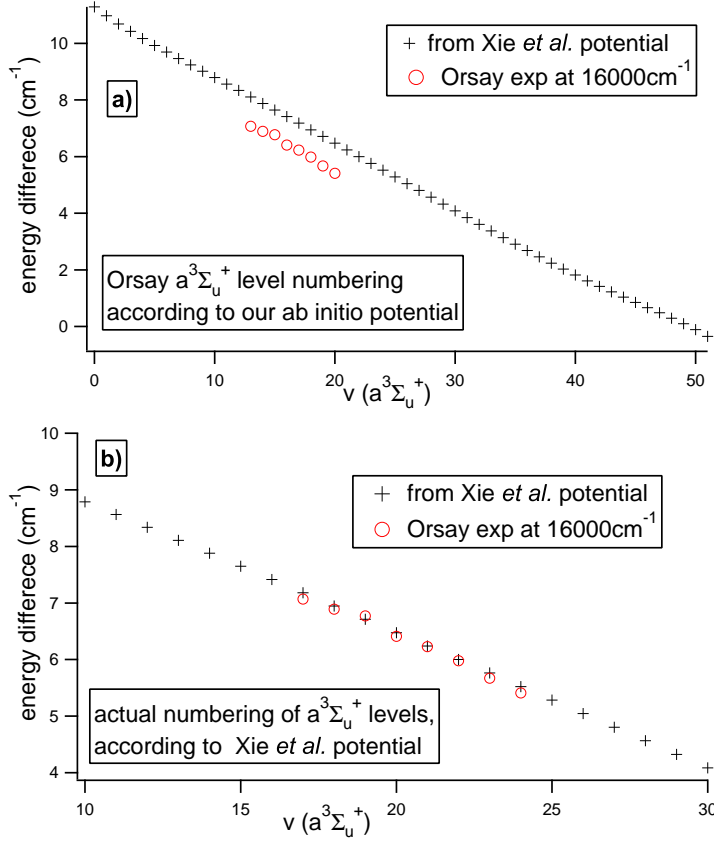 a)
+ from Xie et al. potential
○ Orsay exp at 16000cm⁻¹
energy differece (cm⁻¹)
10
8
6
4
2
0
Orsay a³Σᵤ⁺ level numbering
according to our ab initio potential
0 10 20 30 40 50
v (a³Σᵤ⁺)
b)
+ from Xie et al. potential
○ Orsay exp at 16000cm⁻¹
energy differece (cm⁻¹)
10
9
8
7
6
5
4
actual numbering of a³Σᵤ⁺ levels,
according to Xie et al. potential
10 15 20 25 30
v (a³Σᵤ⁺)